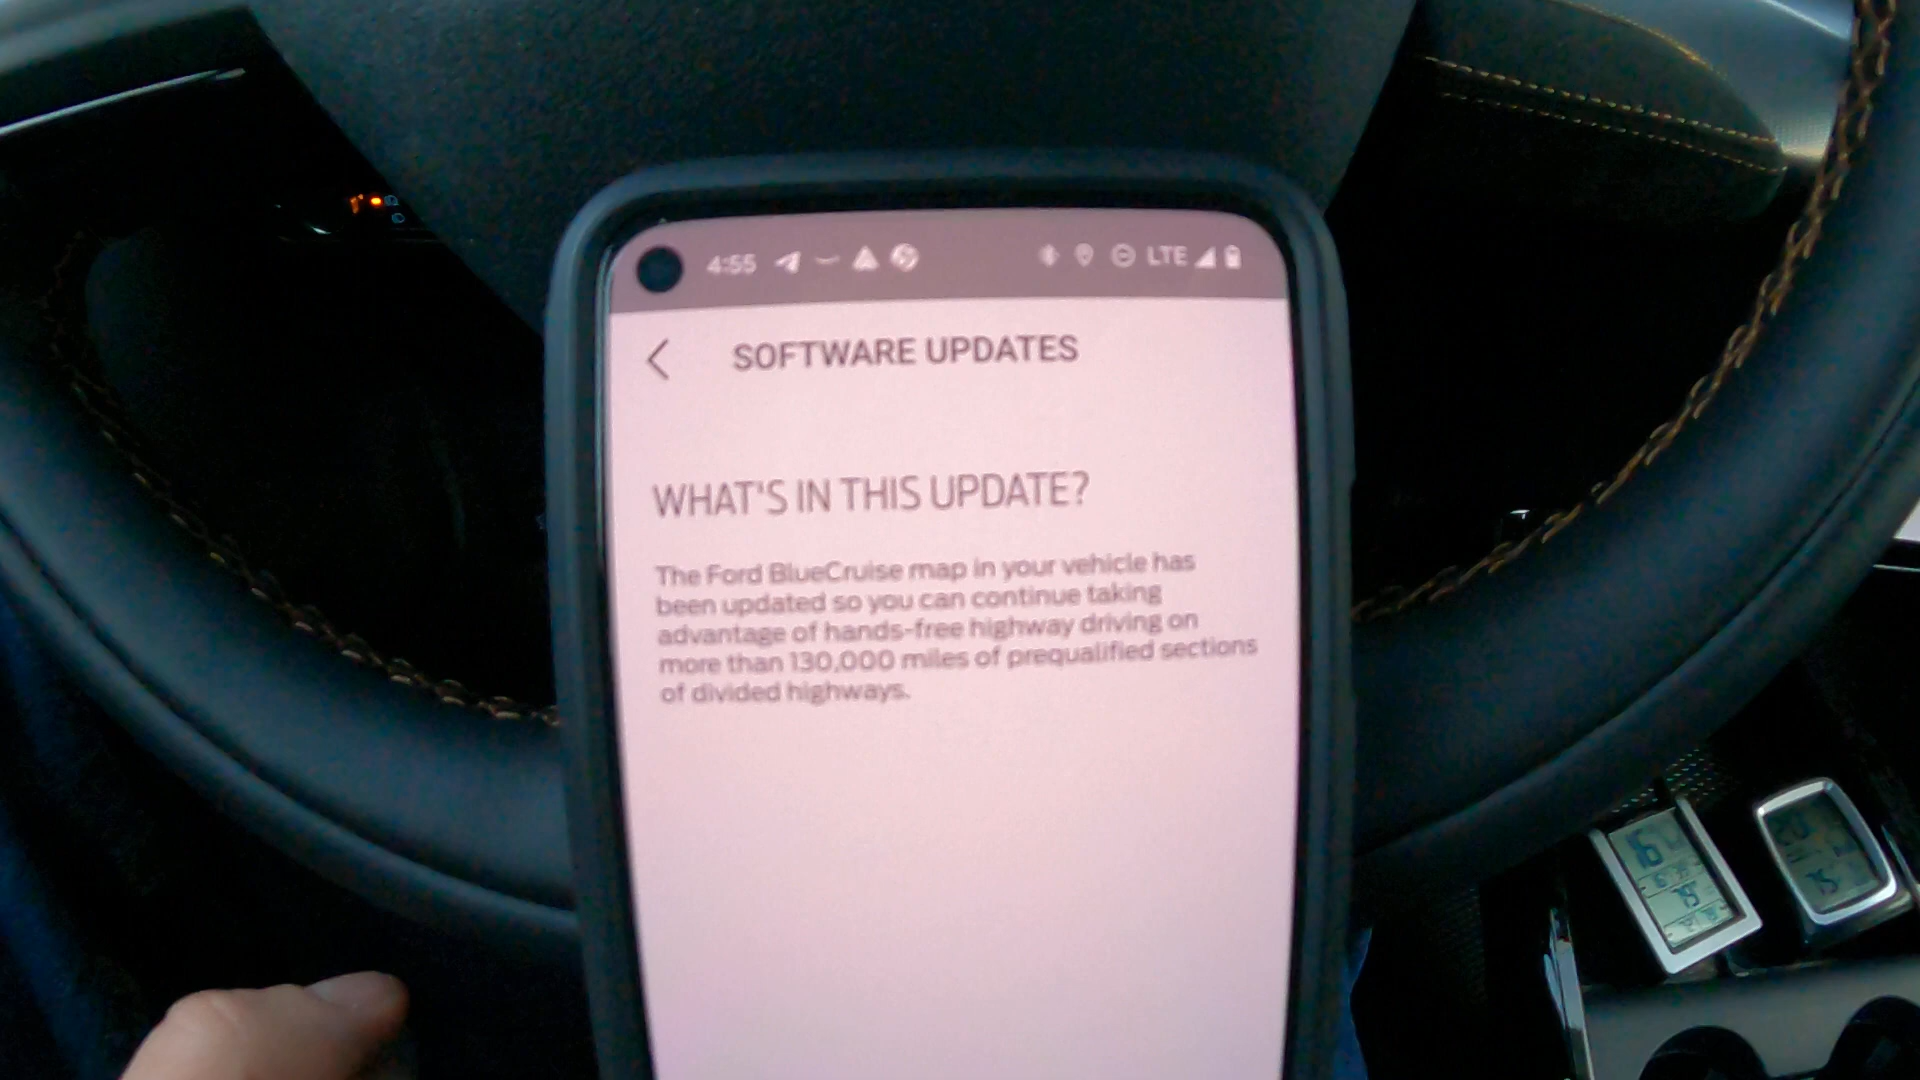 4:55 LTE
SOFTWARE UPDATES
WHAT'S IN THIS UPDATE?
The Ford BlueCruise map in your vehicle has
been updated so you can continue taking
advantage of hands-free highway driving on
more than 130,000 miles of prequalified sections
of divided highways.